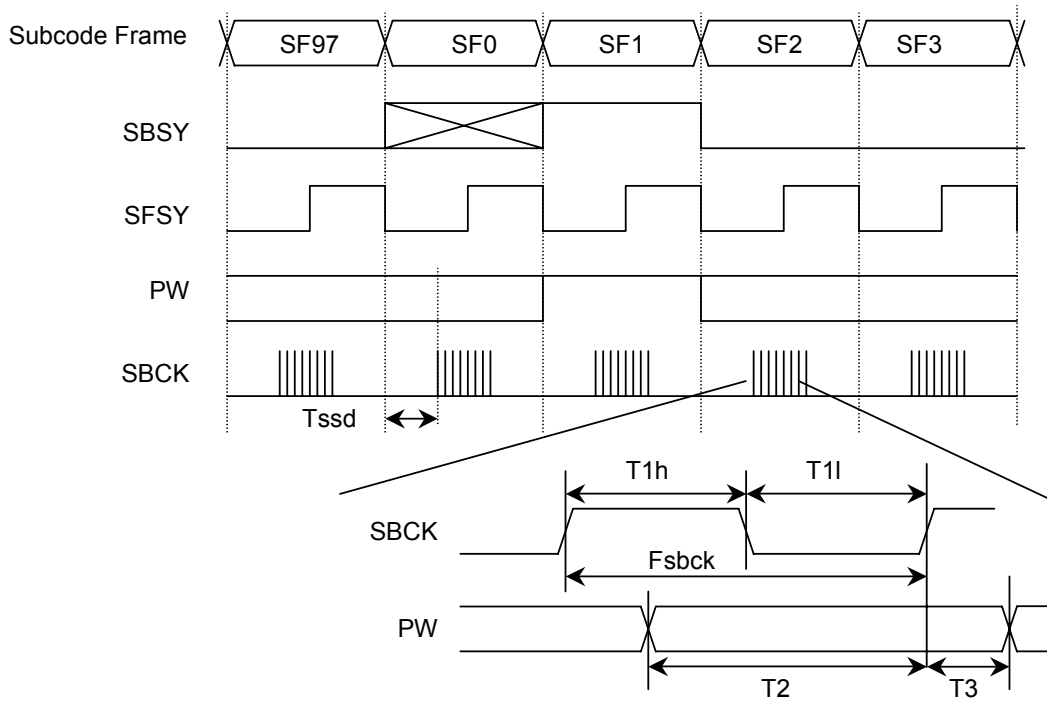 Subcode Frame SF97 SF0 SF1 SF2 SF3
SBSY
SFSY
PW
SBCK
Tssd
T1h T1l
SBCK
Fsbck
PW
T2 T3